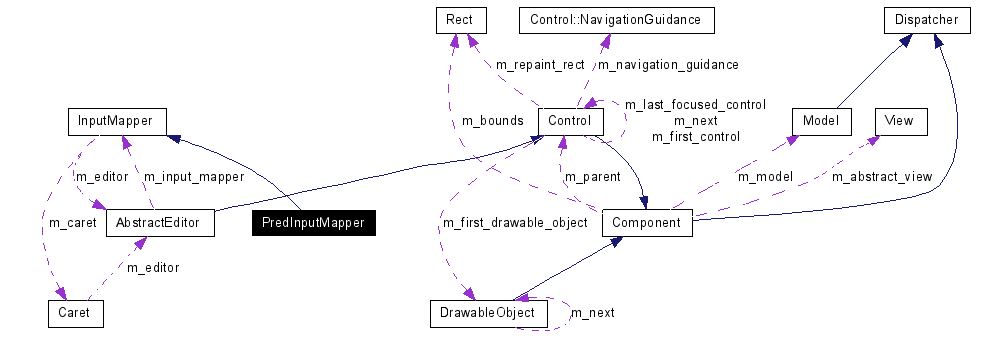 Rect
Control::NavigationGuidance
Dispatcher
m_repaint_rect
m_navigation_guidance
m_last_focused_control
m_next
m_first_control
InputMapper
m_bounds
Control
Model
View
m_editor
m_input_mapper
m_parent
m_model
m_abstract_view
m_caret
AbstractEditor
PredInputMapper
m_first_drawable_object
Component
m_editor
Caret
DrawableObject
m_next